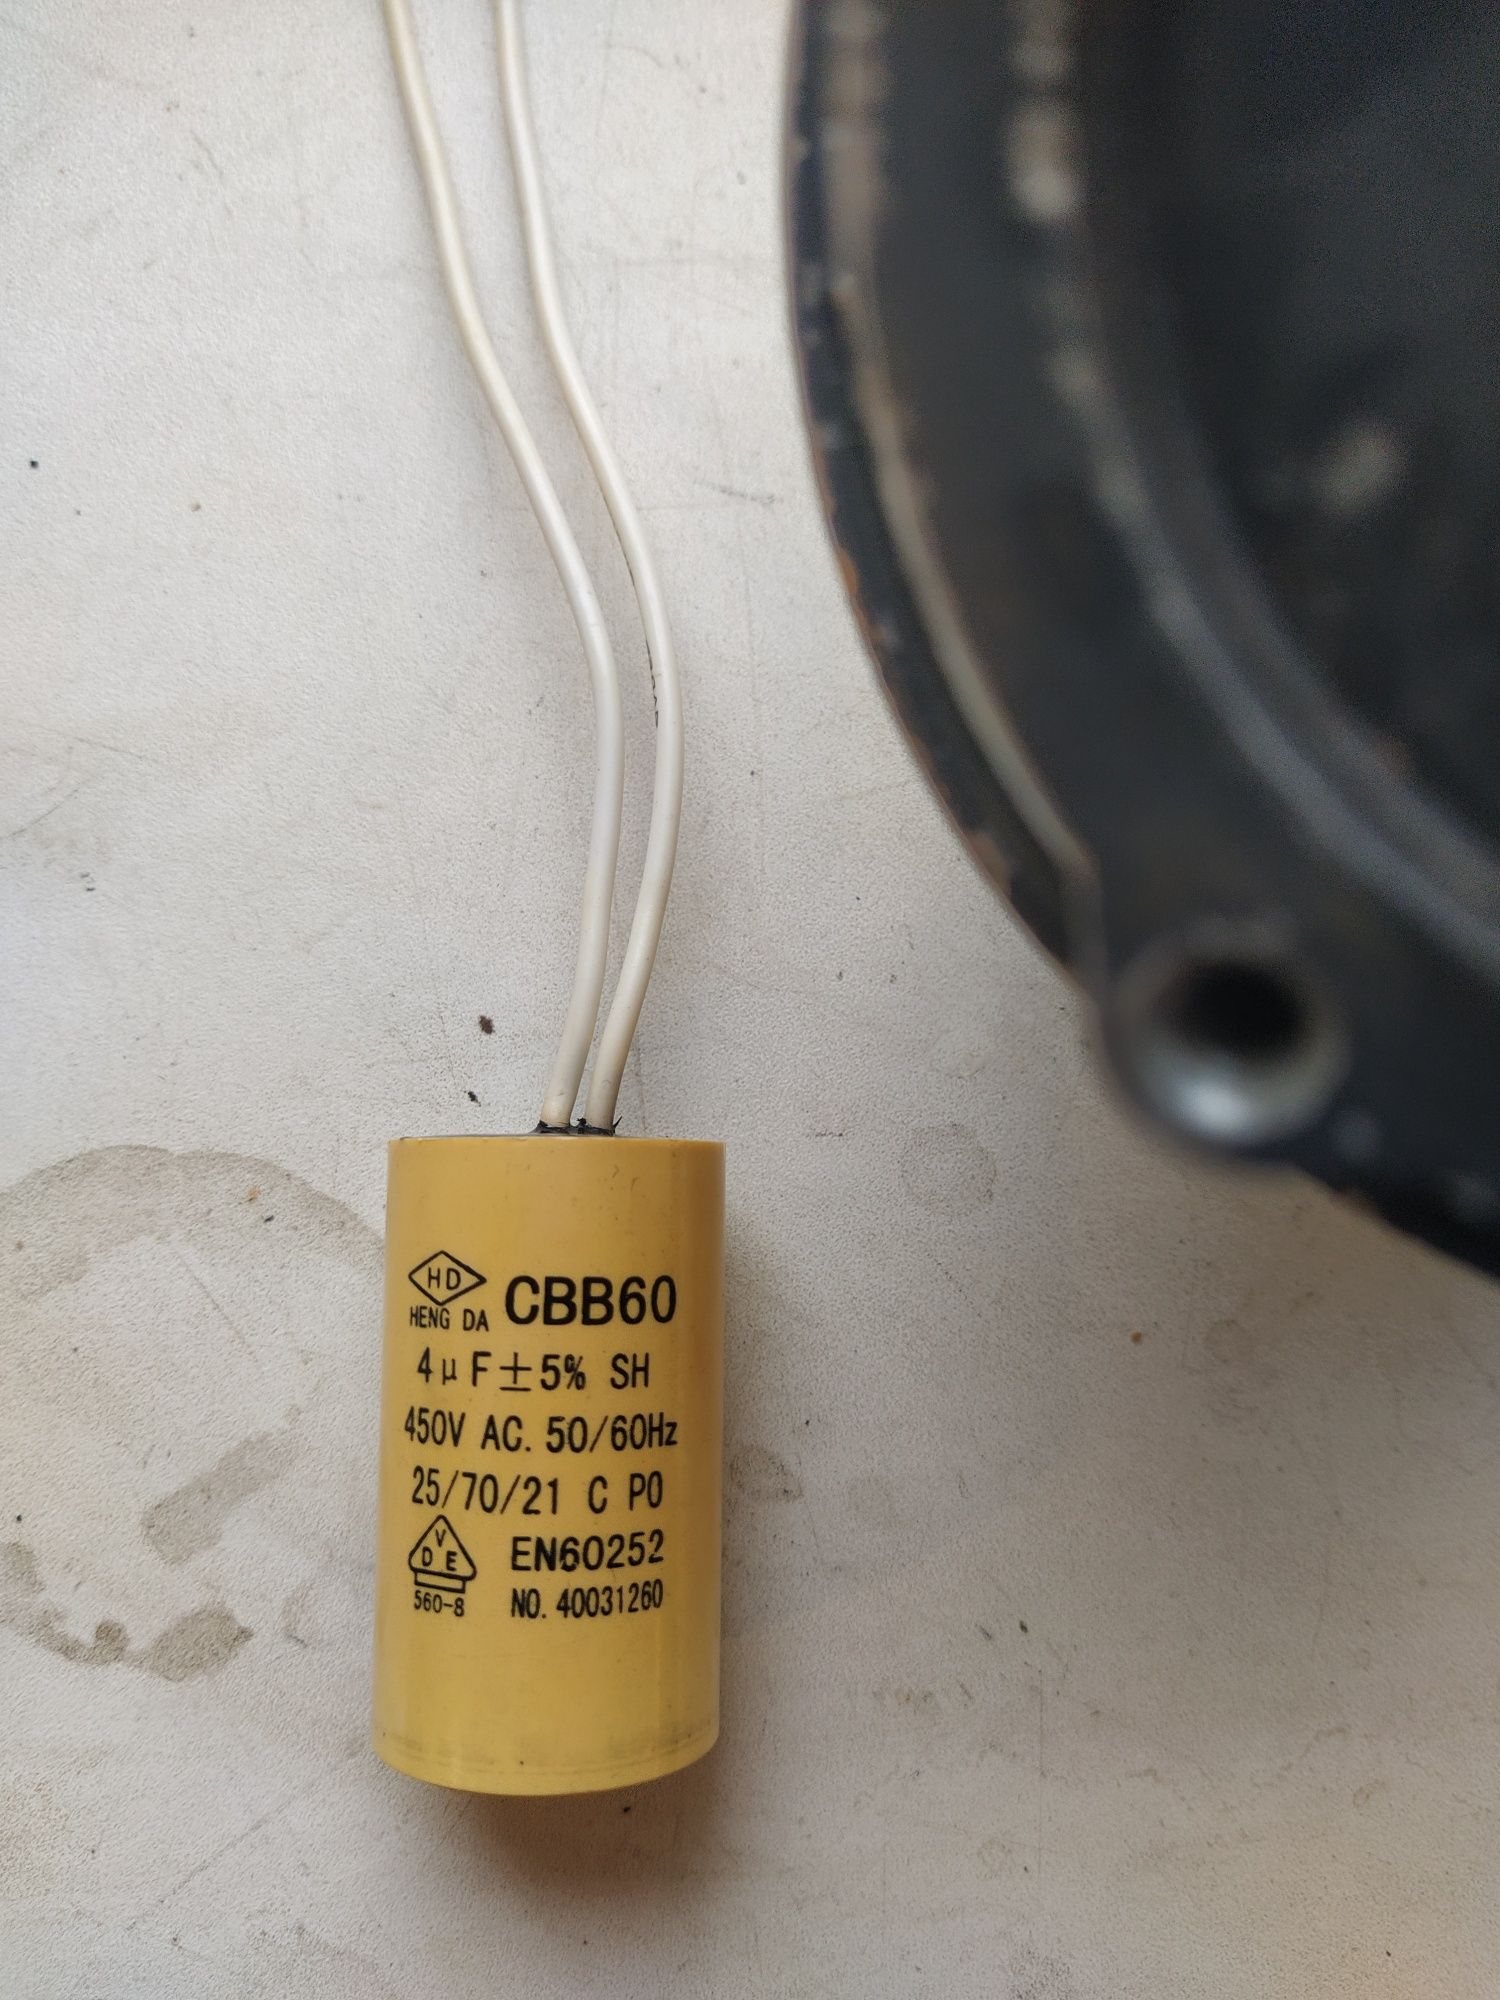 HD
HENG DA CBB60
4μF±5% SH
450V AC. 50/60Hz
25/70/21 C P0
VDE EN60252
560-8 NO. 40031260